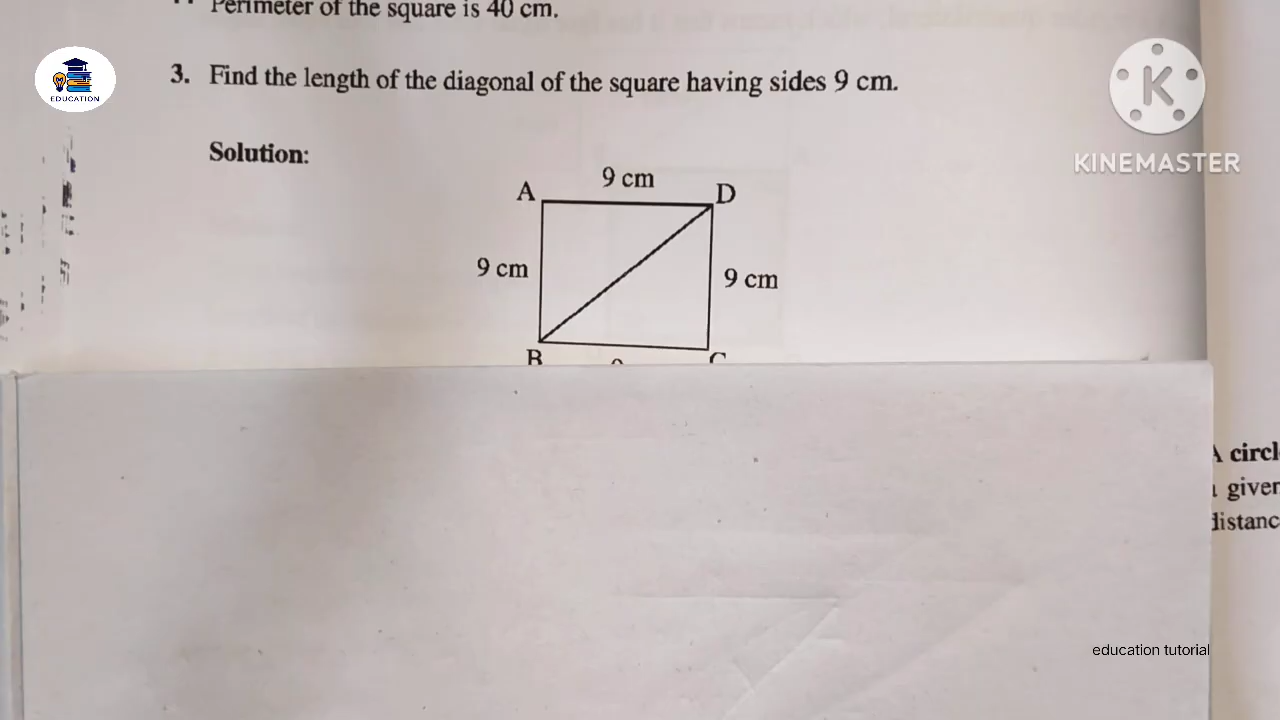 Perimeter of the square is 40 cm.
EDUCATION
3. Find the length of the diagonal of the square having sides 9 cm.
KINEMASTER
K
Solution:
9 cm
A
D
9 cm
9 cm
B
C
circl
given
distanc
education tutorial